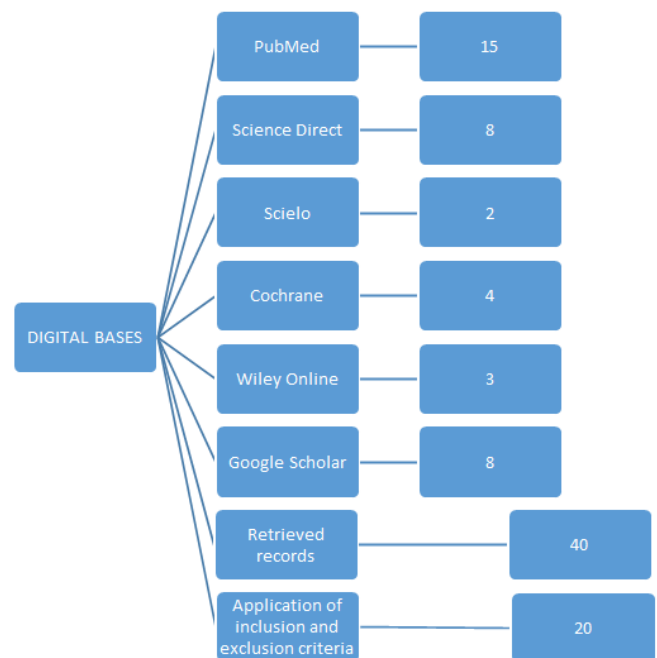 PubMed
15
Science Direct
8
Scielo
2
Cochrane
4
DIGITAL BASES
Wiley Online
3
Google Scholar
8
Retrieved
records
40
Application of
inclusion and
exclusion criteria
20